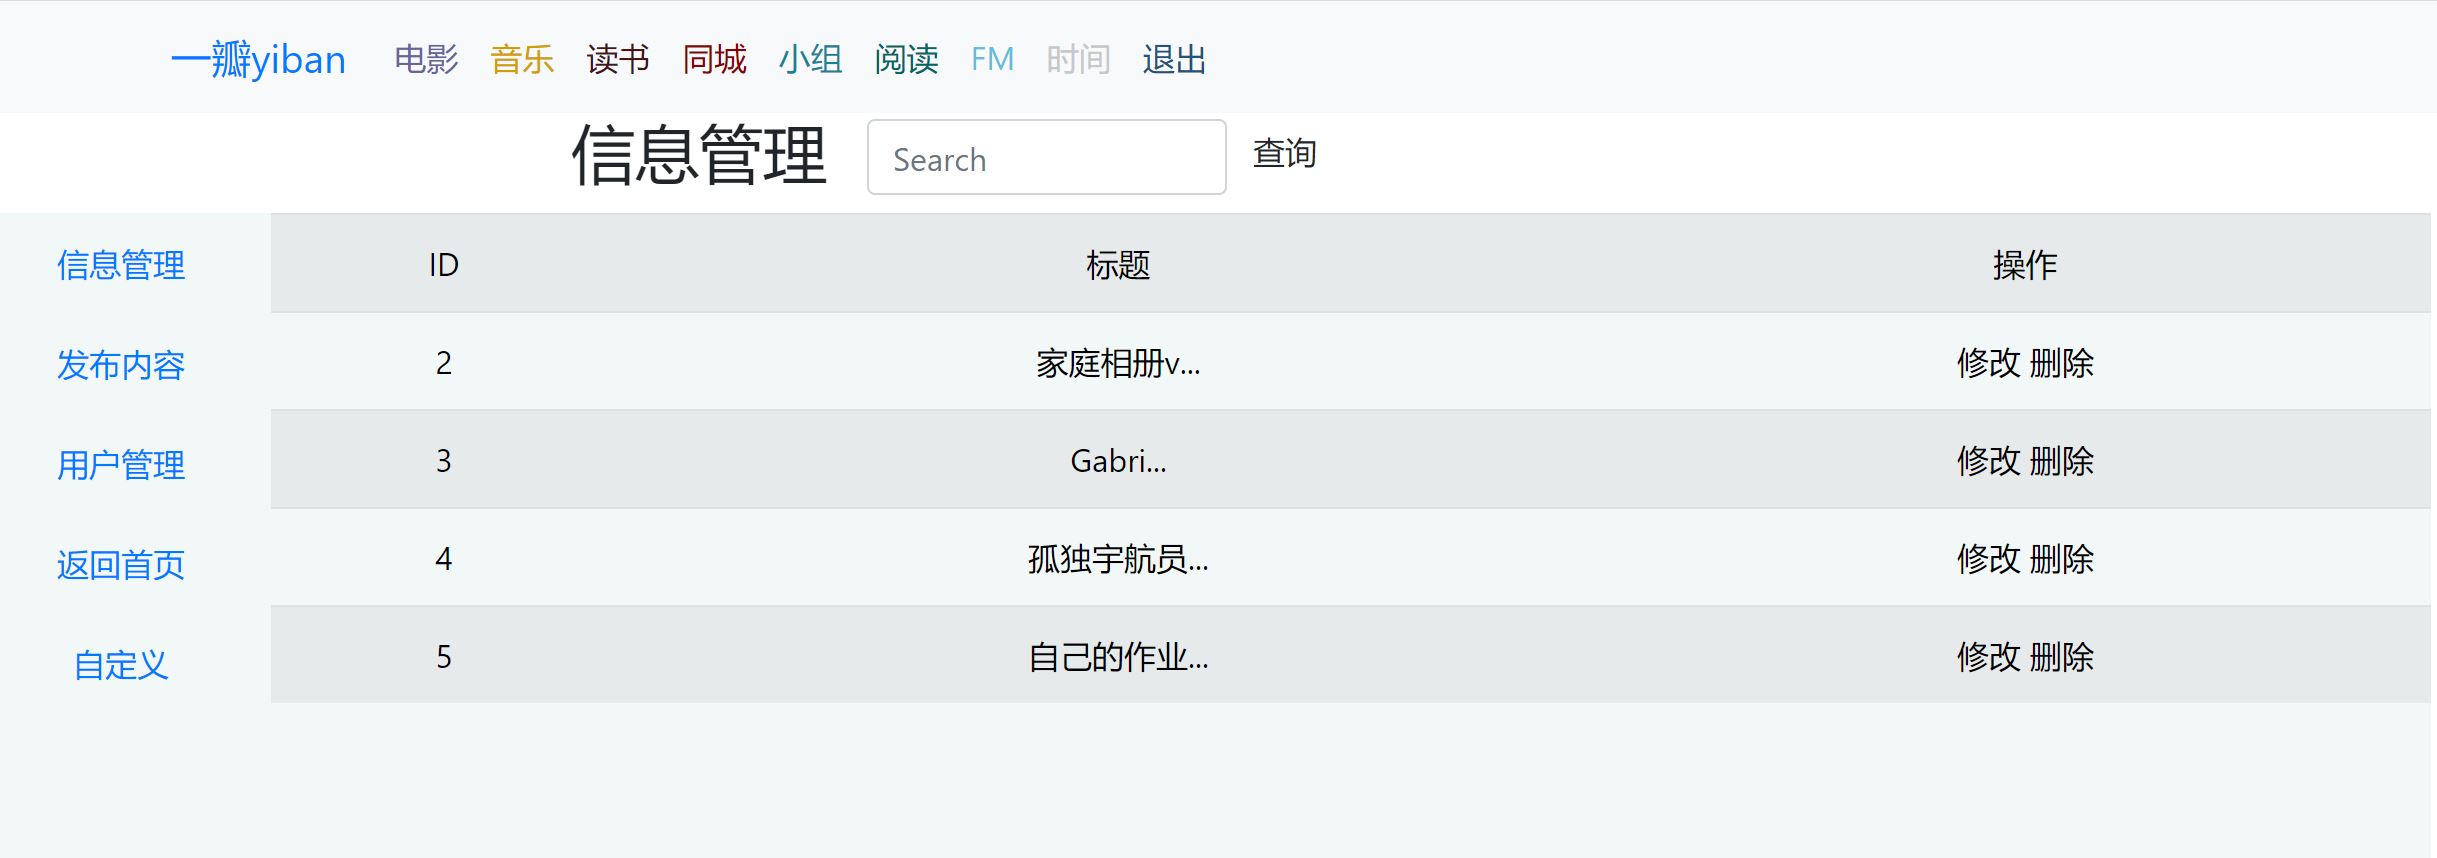 一瓣yiban 电影 音乐 读书 同城 小组 阅读 FM 时间 退出
信息管理 Search 查询
信息管理 ID 标题 操作
发布内容 2 家庭相册v... 修改 删除
用户管理 3 Gabri... 修改 删除
返回首页 4 孤独宇航员... 修改 删除
自定义 5 自己的作业... 修改 删除